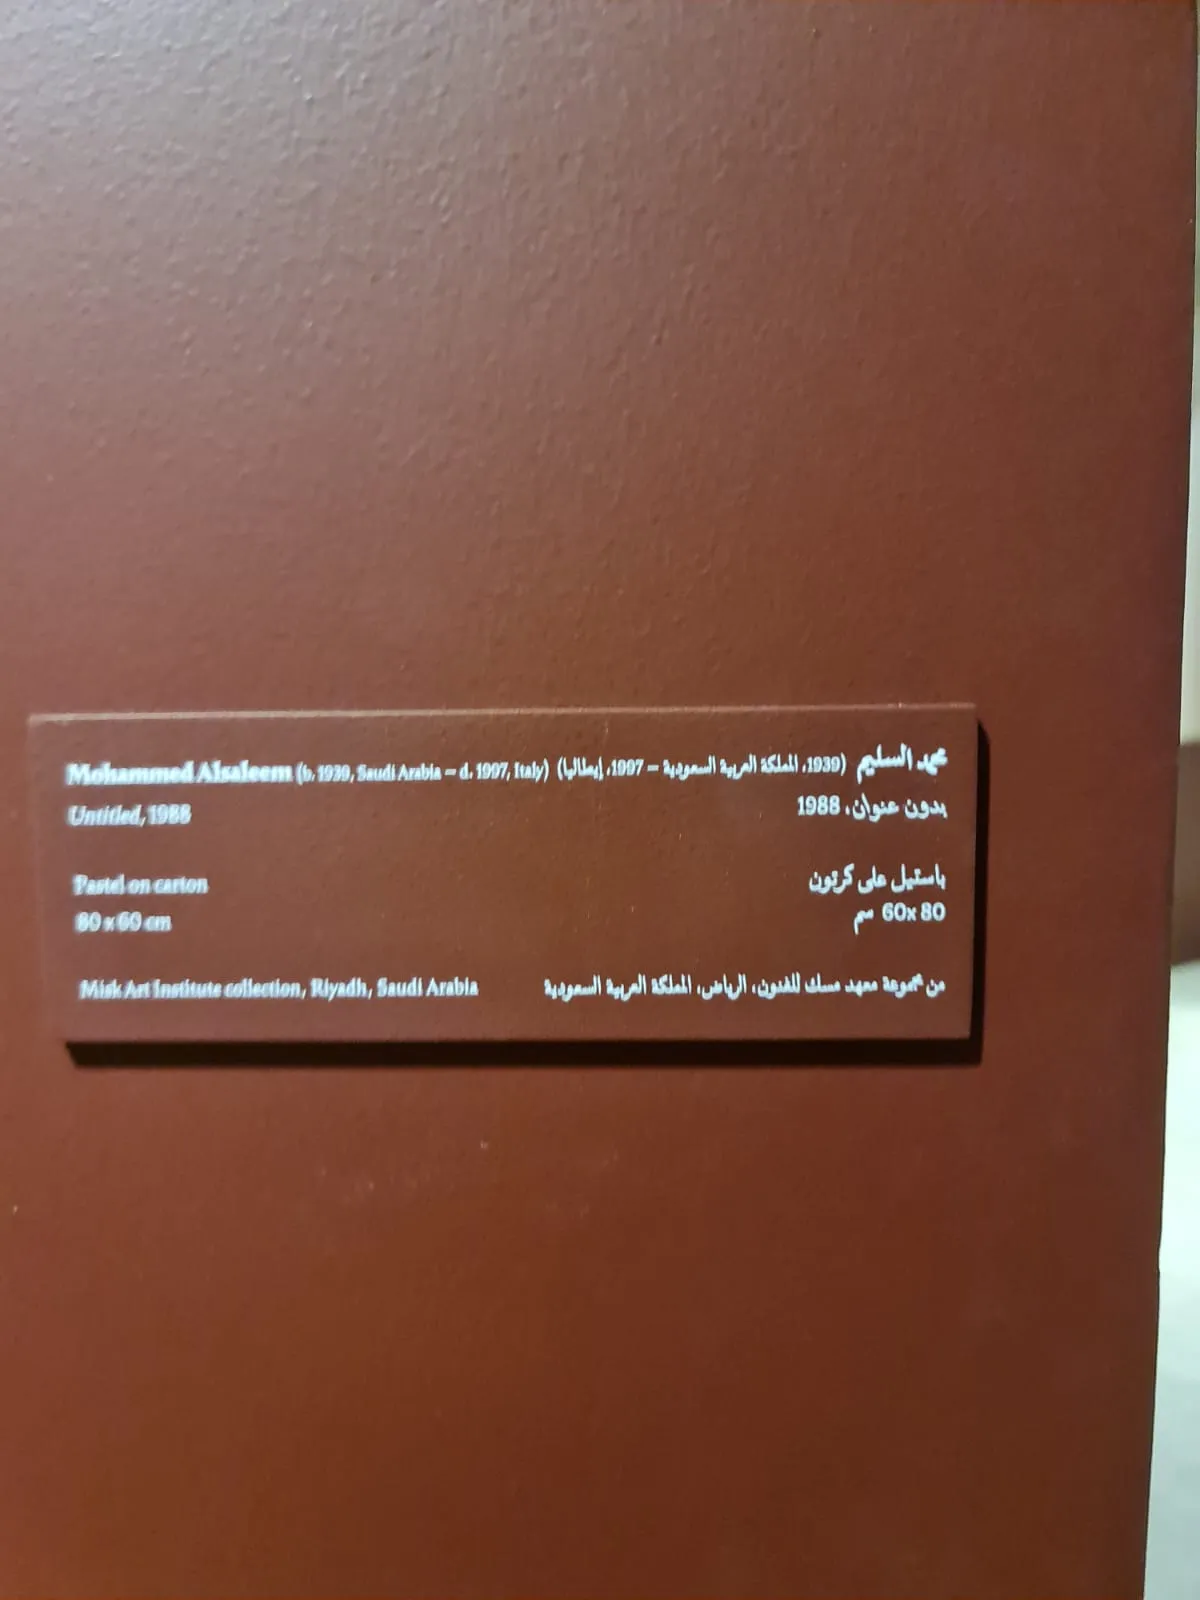 Mohammed Alsaleem (b. 1939, Saudi Arabia – d. 1997, Italy)
Untitled, 1988
Pastel on carton
80 x 60 cm
Misk Art Institute collection, Riyadh, Saudi Arabia
محمد السليم (1939، المملكة العربية السعودية – 1997، إيطاليا)
بدون عنوان، 1988
باستيل على كرتون
80 x60 سم
من مجموعة معهد مسك للفنون، الرياض، المملكة العربية السعودية